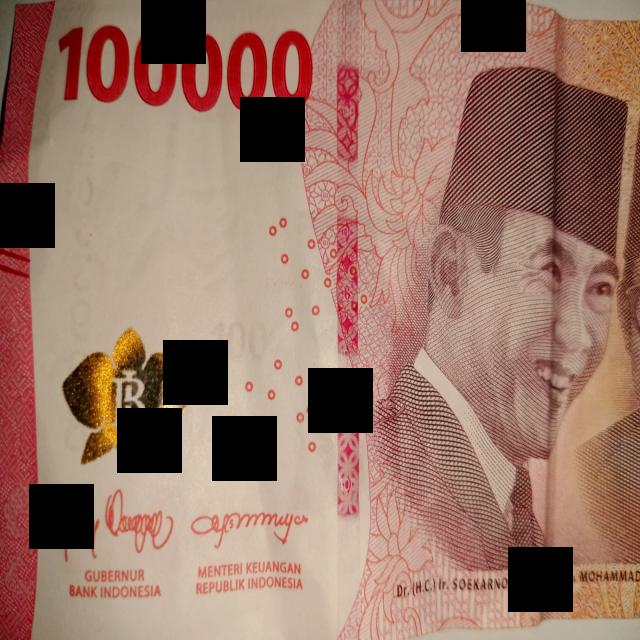 100000
GUBERNUR
BANK INDONESIA
MENTERI KEUANGAN
REPUBLIK INDONESIA
Dr. (H.C.) Ir. SOEKARNO
MOHAMMAD